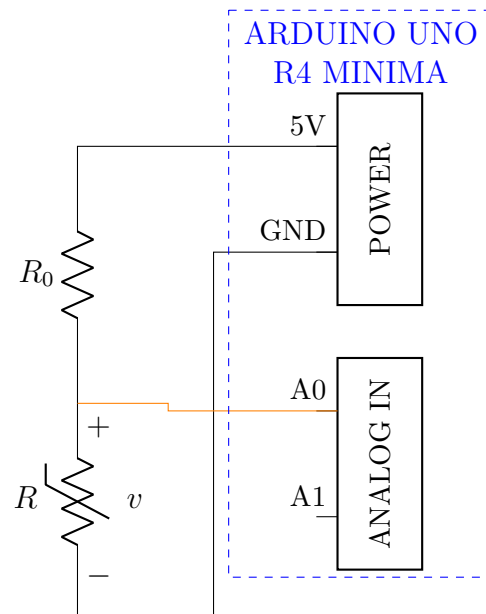 ARDUINO UNO
R4 MINIMA
5V
GND
POWER
R₀
A0
A1
ANALOG IN
+
R
v
−